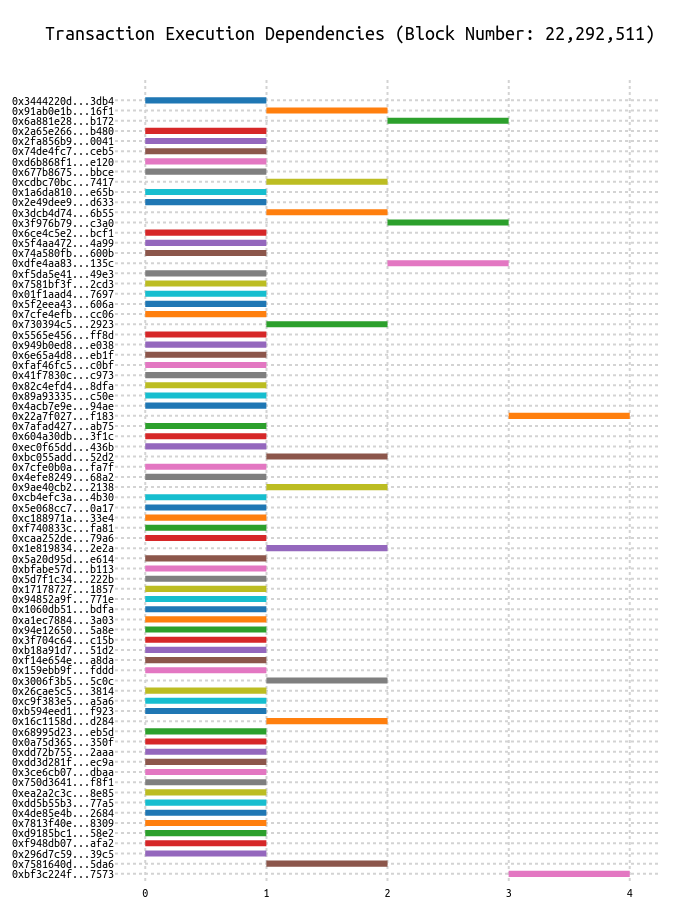 Transaction Execution Dependencies (Block Number: 22,292,511)
0x3444220d...3db4
0x91ab0e1b...16f1
0x6a881e28...b172
0x2a65e266...b480
0x2fa856b9...0041
0x74de4fc7...ceb5
0xd6b868f1...e120
0x677b8675...bbce
0xcdbc70bc...7417
0x1a6da810...e65b
0x2e49dee9...d633
0x3dcb4d74...6b55
0x3f976b79...c3a0
0x6ce4c5e2...bcf1
0x5f4aa472...4a99
0x74a580fb...600b
0xdfe4aa83...135c
0xf5da5e41...49e3
0x7581bf3f...2cd3
0x01f1aad4...7697
0x5f2eea43...606a
0x7cfe4efb...cc06
0x730394c5...2923
0x5565e456...ff8d
0x949b0ed8...e038
0x6e65a4d8...eb1f
0xfaf46fc5...c0bf
0x41f7830c...c973
0x82c4efd4...8dfa
0x89a93335...c50e
0x4acb7e9e...94ae
0x22a7f027...f183
0x7afad427...ab75
0x604a30db...3f1c
0xec0f65dd...436b
0xbc055add...52d2
0x7cfe0b0a...fa7f
0x4efe8249...68a2
0x9ae40cb2...2138
0xcb4efc3a...4b30
0x5e068cc7...0a17
0xc188971a...33e4
0xf740833c...fa81
0xcaa252de...79a6
0x1e819834...2e2a
0x5a20d95d...e614
0xbfabe57d...b113
0x5d7f1c34...222b
0x17178727...1857
0x94852a9f...771e
0x1060db51...bdfa
0xa1ec7884...3a03
0x94e12650...5a8e
0x3f704c64...c15b
0xb18a91d7...51d2
0xf14e654e...a8da
0x159ebb9f...fddd
0x3006f3b5...5c0c
0x26cae5c5...3814
0xc9f383e5...a5a6
0xb594eed1...f923
0x16c1158d...d284
0x68995d23...eb5d
0x0a75d365...350f
0xdd72b755...2aaa
0xdd3d281f...ec9a
0x3ce6cb07...dbaa
0x750d3641...f8f1
0xea2a2c3c...8e85
0xdd5b55b3...77a5
0x4de85e4b...2684
0x7813f40e...8309
0xd9185bc1...58e2
0xf948db07...afa2
0x296d7c59...39c5
0x7581640d...5da6
0xbf3c224f...7573
0 1 2 3 4